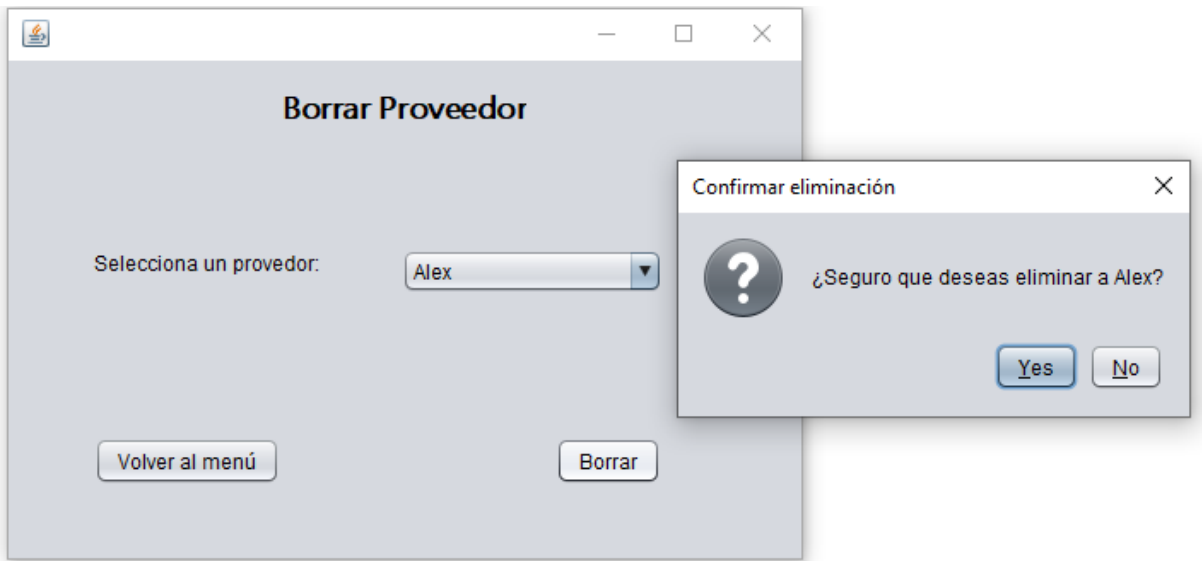 Borrar Proveedor
Confirmar eliminación
Selecciona un provedor:
Alex
¿Seguro que deseas eliminar a Alex?
Yes
No
Volver al menú
Borrar